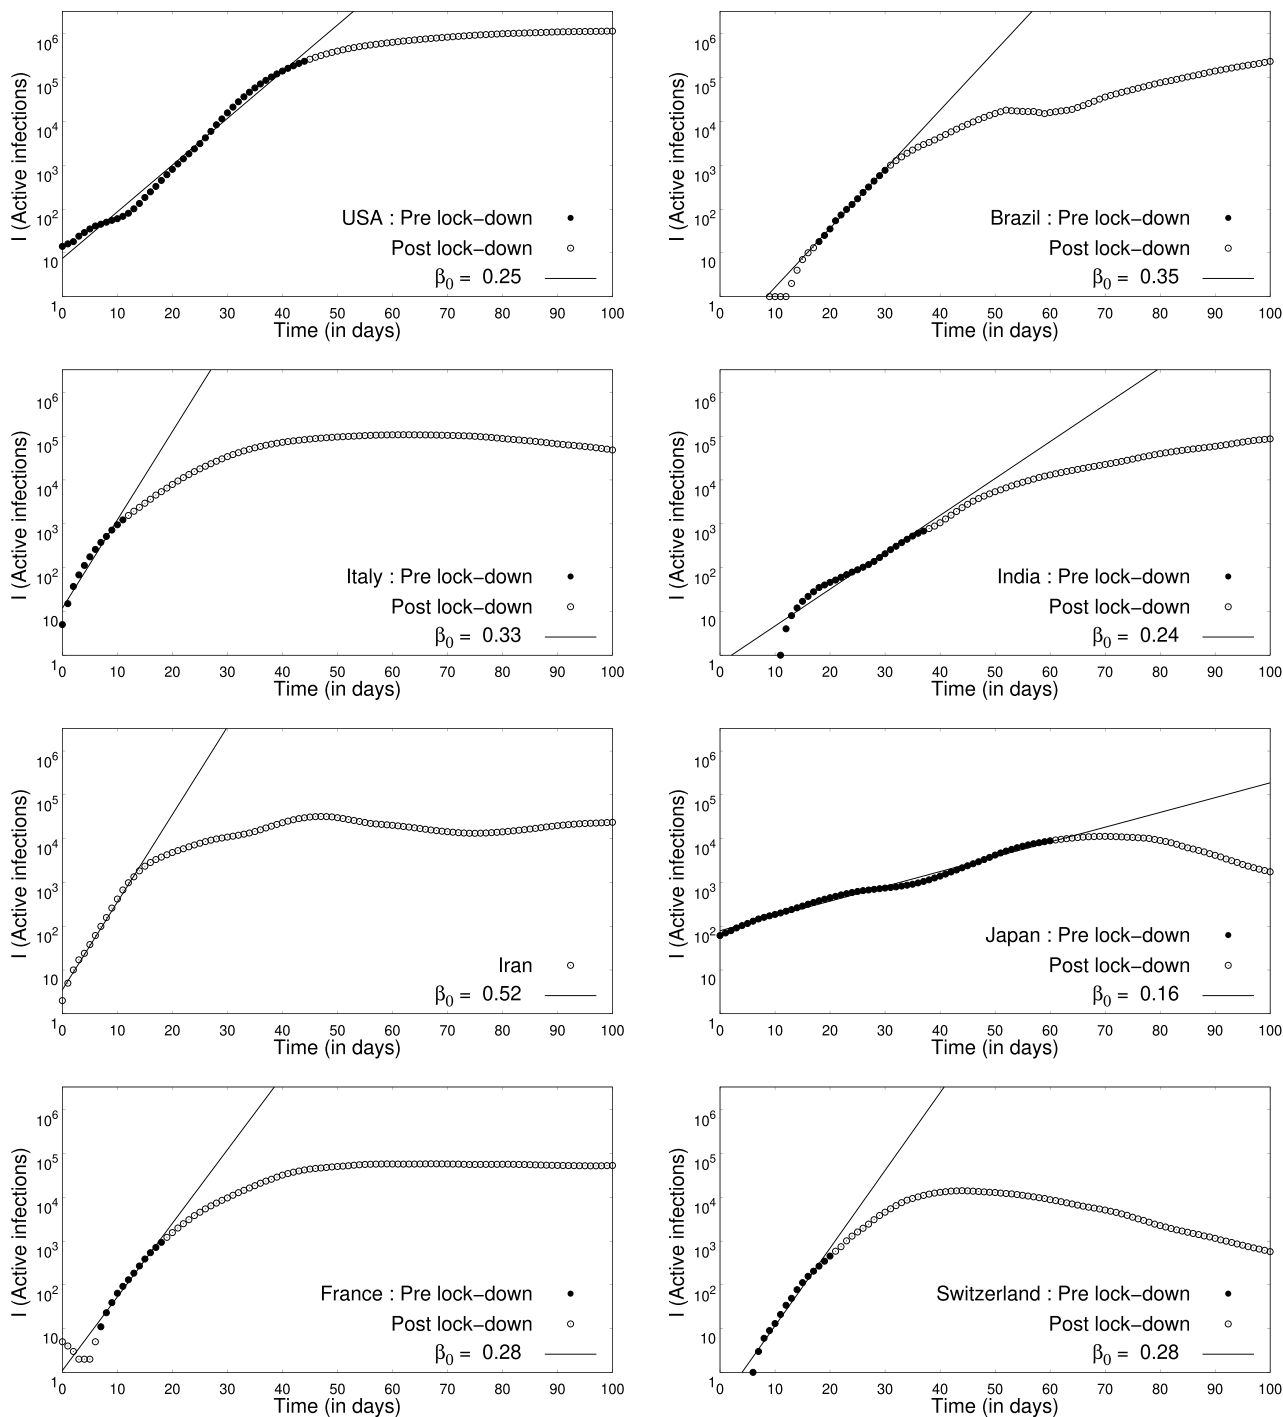 I (Active infections)
10^6
10^5
10^4
10^3
10^2
10
1
USA : Pre lock−down
Post lock−down
β_0 = 0.25
0 10 20 30 40 50 60 70 80 90 100
Time (in days)
I (Active infections)
10^6
10^5
10^4
10^3
10^2
10
1
Brazil : Pre lock−down
Post lock−down
β_0 = 0.35
0 10 20 30 40 50 60 70 80 90 100
Time (in days)
I (Active infections)
10^6
10^5
10^4
10^3
10^2
10
1
Italy : Pre lock−down
Post lock−down
β_0 = 0.33
0 10 20 30 40 50 60 70 80 90 100
Time (in days)
I (Active infections)
10^6
10^5
10^4
10^3
10^2
10
1
India : Pre lock−down
Post lock−down
β_0 = 0.24
0 10 20 30 40 50 60 70 80 90 100
Time (in days)
I (Active infections)
10^6
10^5
10^4
10^3
10^2
10
1
Iran
β_0 = 0.52
0 10 20 30 40 50 60 70 80 90 100
Time (in days)
I (Active infections)
10^6
10^5
10^4
10^3
10^2
10
1
Japan : Pre lock−down
Post lock−down
β_0 = 0.16
0 10 20 30 40 50 60 70 80 90 100
Time (in days)
I (Active infections)
10^6
10^5
10^4
10^3
10^2
10
1
France : Pre lock−down
Post lock−down
β_0 = 0.28
0 10 20 30 40 50 60 70 80 90 100
Time (in days)
I (Active infections)
10^6
10^5
10^4
10^3
10^2
10
1
Switzerland : Pre lock−down
Post lock−down
β_0 = 0.28
0 10 20 30 40 50 60 70 80 90 100
Time (in days)